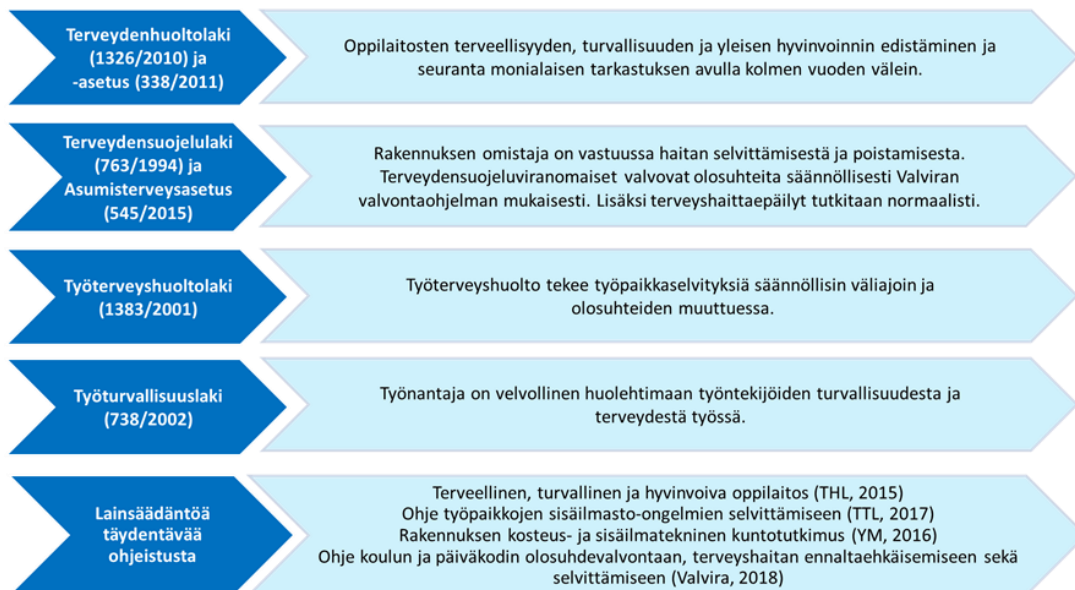 Terveydenhuoltolaki
(1326/2010) ja
-asetus (338/2011)
Oppilaitosten terveellisyyden, turvallisuuden ja yleisen hyvinvoinnin edistäminen ja
seuranta monialaisen tarkastuksen avulla kolmen vuoden välein.
Terveydensuojelulaki
(763/1994) ja
Asumisterveysasetus
(545/2015)
Rakennuksen omistaja on vastuussa haitan selvittämisestä ja poistamisesta.
Terveydensuojeluviranomaiset valvovat olosuhteita säännöllisesti Valviran
valvontaohjelman mukaisesti. Lisäksi terveyshaittaepäilyt tutkitaan normaalisti.
Työterveyshuoltolaki
(1383/2001)
Työterveyshuolto tekee työpaikkaselvityksiä säännöllisin väliajoin ja
olosuhteiden muuttuessa.
Työturvallisuuslaki
(738/2002)
Työnantaja on velvollinen huolehtimaan työntekijöiden turvallisuudesta ja
terveydestä työssä.
Lainsäädäntöä
täydentävää
ohjeistusta
Terveellinen, turvallinen ja hyvinvoiva oppilaitos (THL, 2015)
Ohje työpaikkojen sisäilmasto-ongelmien selvittämiseen (TTL, 2017)
Rakennuksen kosteus- ja sisäilmatekninen kuntotutkimus (YM, 2016)
Ohje koulun ja päiväkodin olosuhdevalvontaan, terveyshaitan ennaltaehkäisemiseen sekä
selvittämiseen (Valvira, 2018)